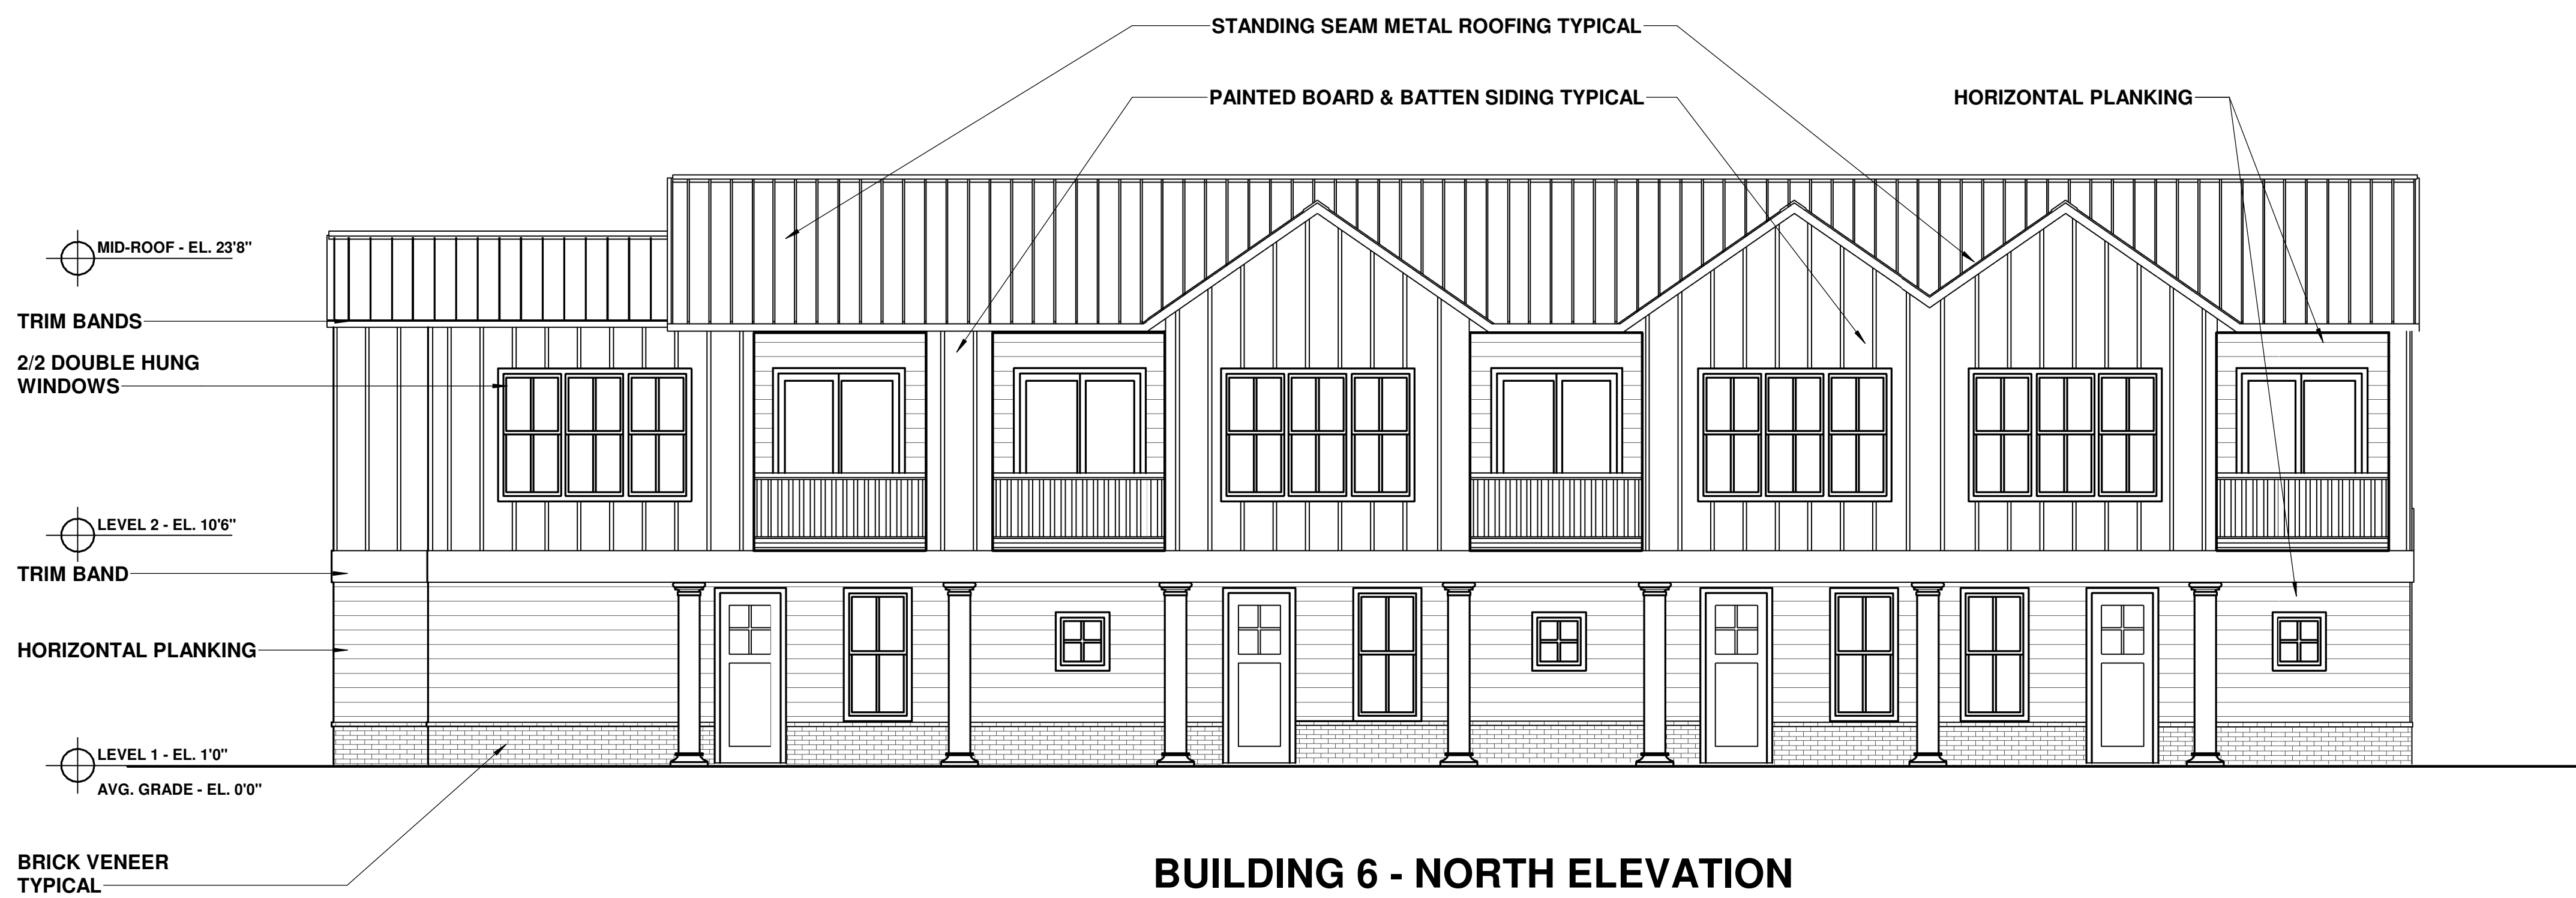 STANDING SEAM METAL ROOFING TYPICAL
PAINTED BOARD & BATTEN SIDING TYPICAL
HORIZONTAL PLANKING
MID-ROOF - EL. 23'8"
TRIM BANDS
2/2 DOUBLE HUNG
WINDOWS
LEVEL 2 - EL. 10'6"
TRIM BAND
HORIZONTAL PLANKING
LEVEL 1 - EL. 1'0"
AVG. GRADE - EL. 0'0"
BRICK VENEER
TYPICAL
BUILDING 6 - NORTH ELEVATION